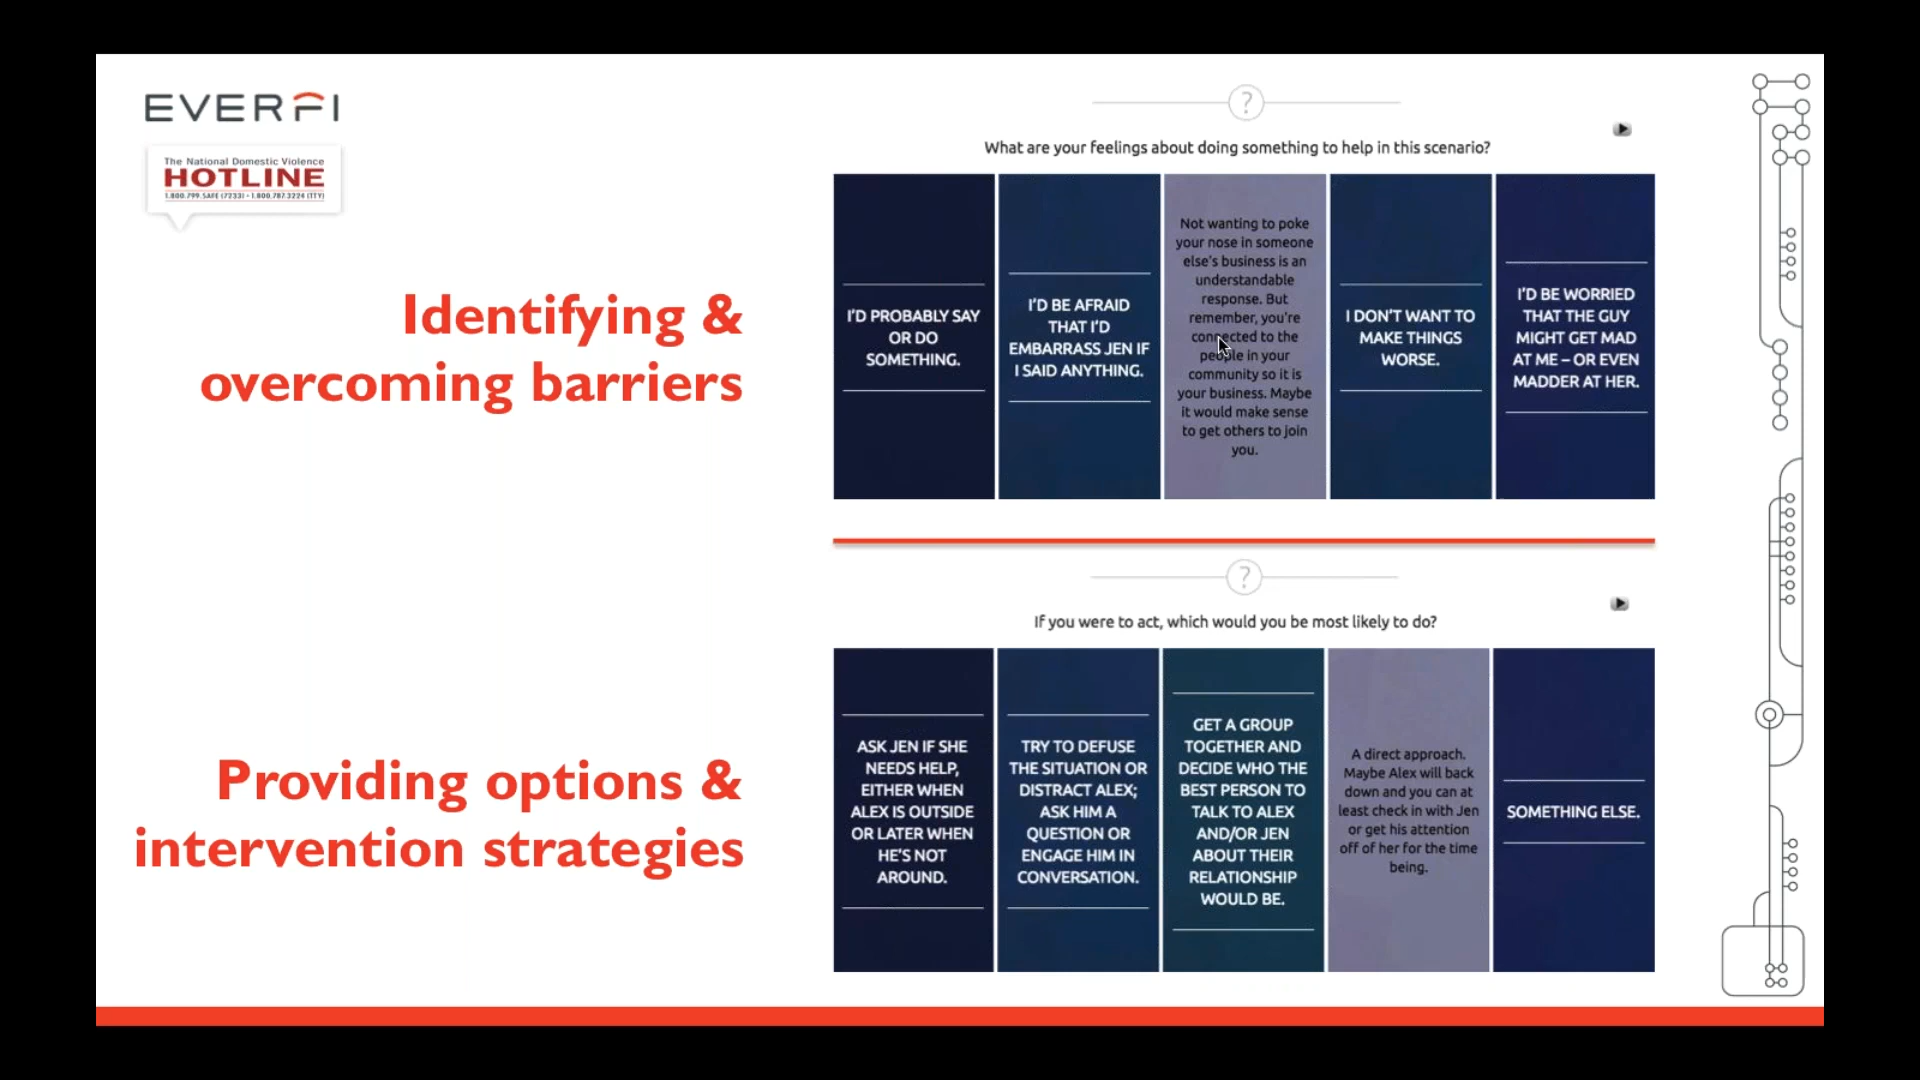 EVERFI
The National Domestic Violence
HOTLINE
1.800.799.SAFE (7233) • 1.800.787.3224 (TTY)
Identifying &
overcoming barriers
?
What are your feelings about doing something to help in this scenario?
I'D PROBABLY SAY
OR DO
SOMETHING.
I'D BE AFRAID
THAT I'D
EMBARRASS JEN IF
I SAID ANYTHING.
Not wanting to poke
your nose in someone
else's business is an
understandable
response. But
remember, you're
connected to the
people in your
community so it is
your business. Maybe
it would make sense
to get others to join
you.
I DON'T WANT TO
MAKE THINGS
WORSE.
I'D BE WORRIED
THAT THE GUY
MIGHT GET MAD
AT ME – OR EVEN
MADDER AT HER.
Providing options &
intervention strategies
?
If you were to act, which would you be most likely to do?
ASK JEN IF SHE
NEEDS HELP,
EITHER WHEN
ALEX IS OUTSIDE
OR LATER WHEN
HE'S NOT
AROUND.
TRY TO DEFUSE
THE SITUATION OR
DISTRACT ALEX;
ASK HIM A
QUESTION OR
ENGAGE HIM IN
CONVERSATION.
GET A GROUP
TOGETHER AND
DECIDE WHO THE
BEST PERSON TO
TALK TO ALEX
AND/OR JEN
ABOUT THEIR
RELATIONSHIP
WOULD BE.
A direct approach.
Maybe Alex will back
down and you can at
least check in with Jen
or get his attention
off of her for the time
being.
SOMETHING ELSE.